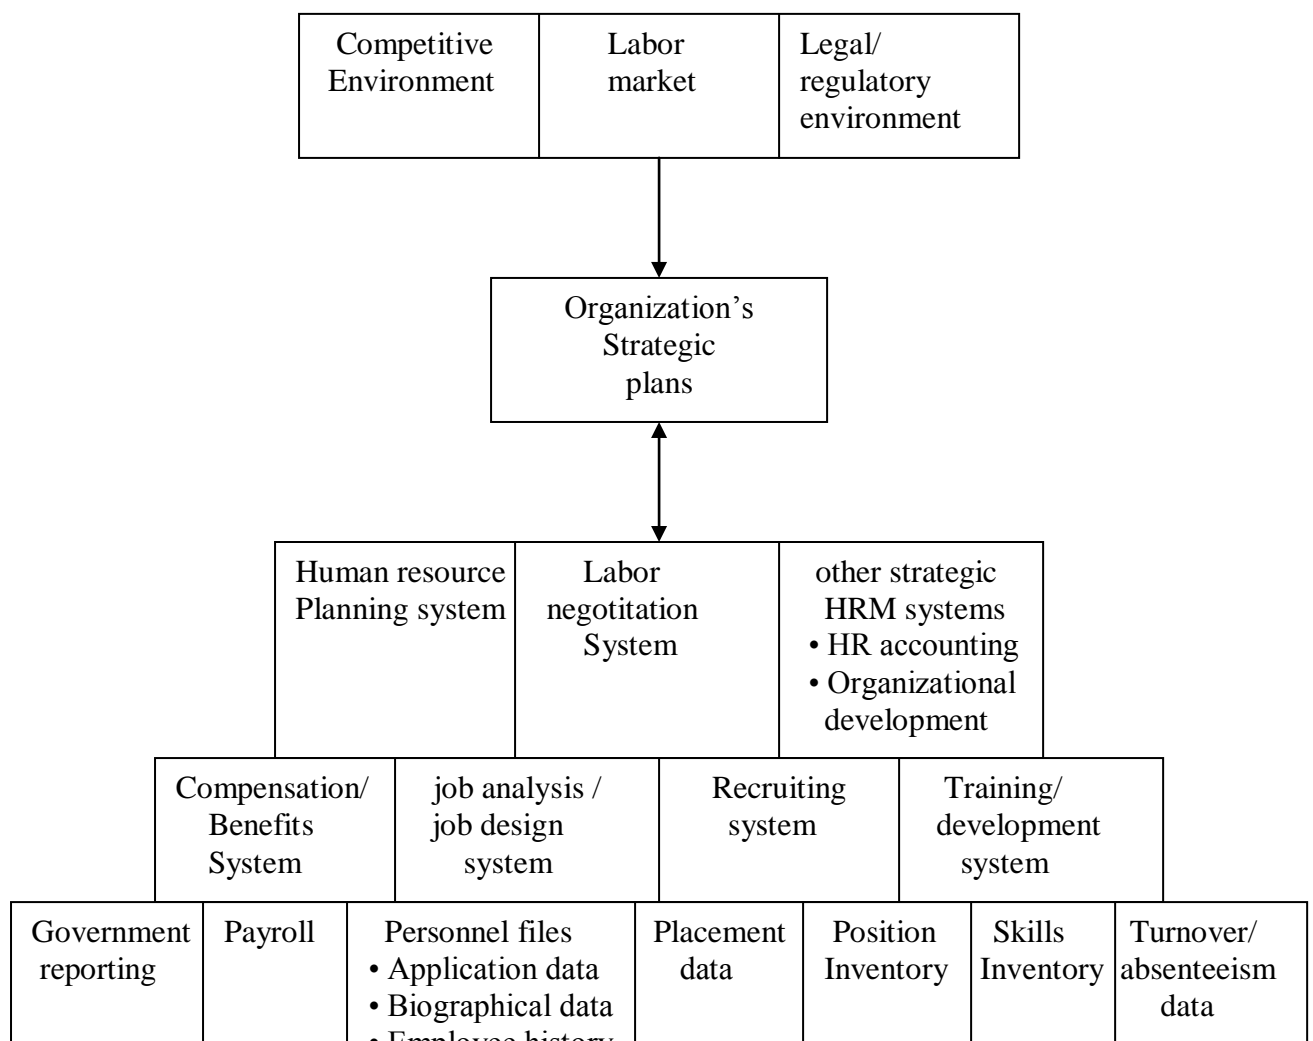 Competitive
Environment
Labor
market
Legal/
regulatory
environment
Organization’s
Strategic
plans
Human resource
Planning system
Labor
negotitation
System
other strategic
HRM systems
• HR accounting
• Organizational
development
Compensation/
Benefits
System
job analysis /
job design
system
Recruiting
system
Training/
development
system
Government
reporting
Payroll
Personnel files
• Application data
• Biographical data
• Employee history
Placement
data
Position
Inventory
Skills
Inventory
Turnover/
absenteeism
data